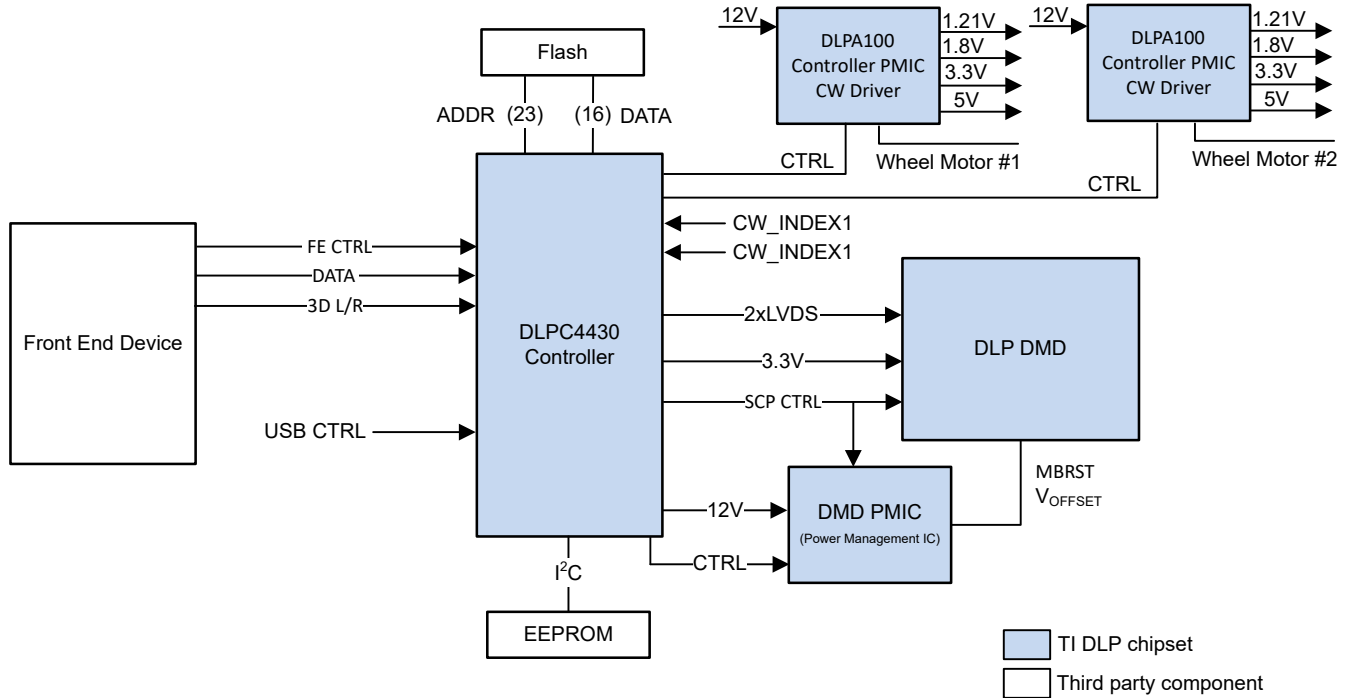 12V
DLPA100
Controller PMIC
CW Driver
1.21V
1.8V
3.3V
5V
12V
DLPA100
Controller PMIC
CW Driver
1.21V
1.8V
3.3V
5V
Flash
ADDR (23) (16) DATA
CTRL
Wheel Motor #1
CTRL
Wheel Motor #2
CW_INDEX1
CW_INDEX1
Front End Device
FE CTRL
DATA
3D L/R
USB CTRL
DLPC4430
Controller
2xLVDS
3.3V
SCP CTRL
DLP DMD
12V
CTRL
DMD PMIC
(Power Management IC)
MBRST
VOFFSET
I²C
EEPROM
TI DLP chipset
Third party component